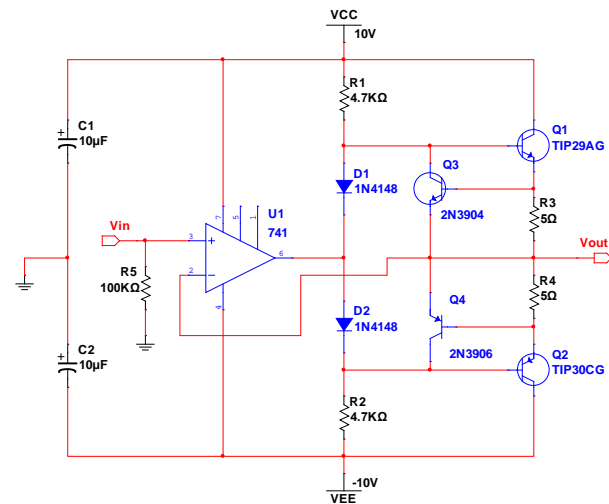 VCC
10V
R1
4.7KΩ
Q1
TIP29AG
C1
+
10µF
D1
1N4148
Q3
2N3904
R3
5Ω
Vin
U1
741
7
5
1
3
+
2
−
6
4
Vout
R5
100KΩ
R4
5Ω
D2
1N4148
Q4
2N3906
C2
+
10µF
Q2
TIP30CG
R2
4.7KΩ
-10V
VEE